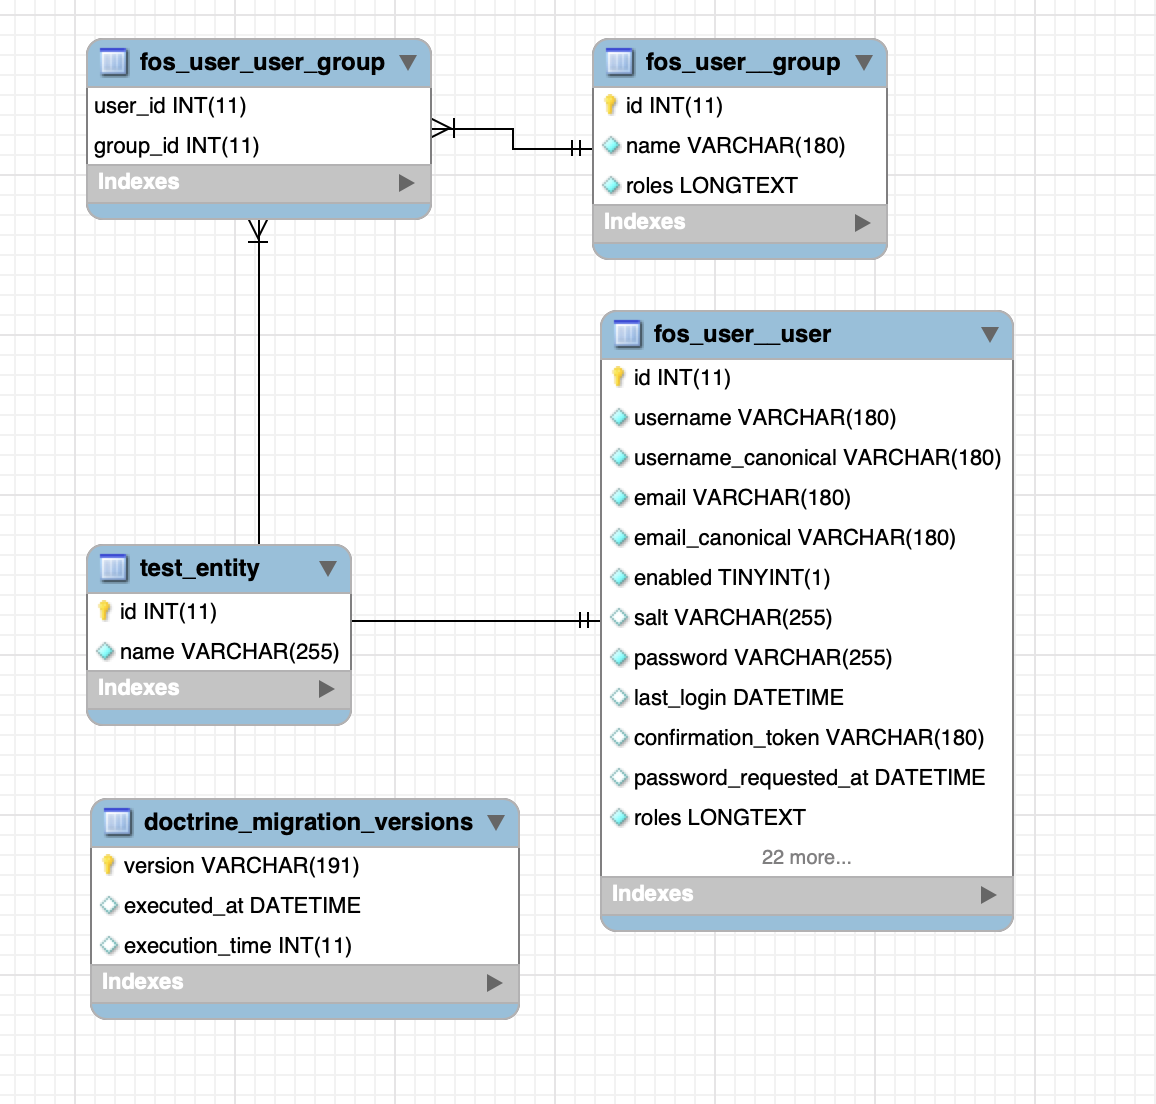 fos_user_user_group
user_id INT(11)
group_id INT(11)
Indexes
fos_user__group
id INT(11)
name VARCHAR(180)
roles LONGTEXT
Indexes
fos_user__user
id INT(11)
username VARCHAR(180)
username_canonical VARCHAR(180)
email VARCHAR(180)
email_canonical VARCHAR(180)
enabled TINYINT(1)
salt VARCHAR(255)
password VARCHAR(255)
last_login DATETIME
confirmation_token VARCHAR(180)
password_requested_at DATETIME
roles LONGTEXT
22 more...
Indexes
test_entity
id INT(11)
name VARCHAR(255)
Indexes
doctrine_migration_versions
version VARCHAR(191)
executed_at DATETIME
execution_time INT(11)
Indexes